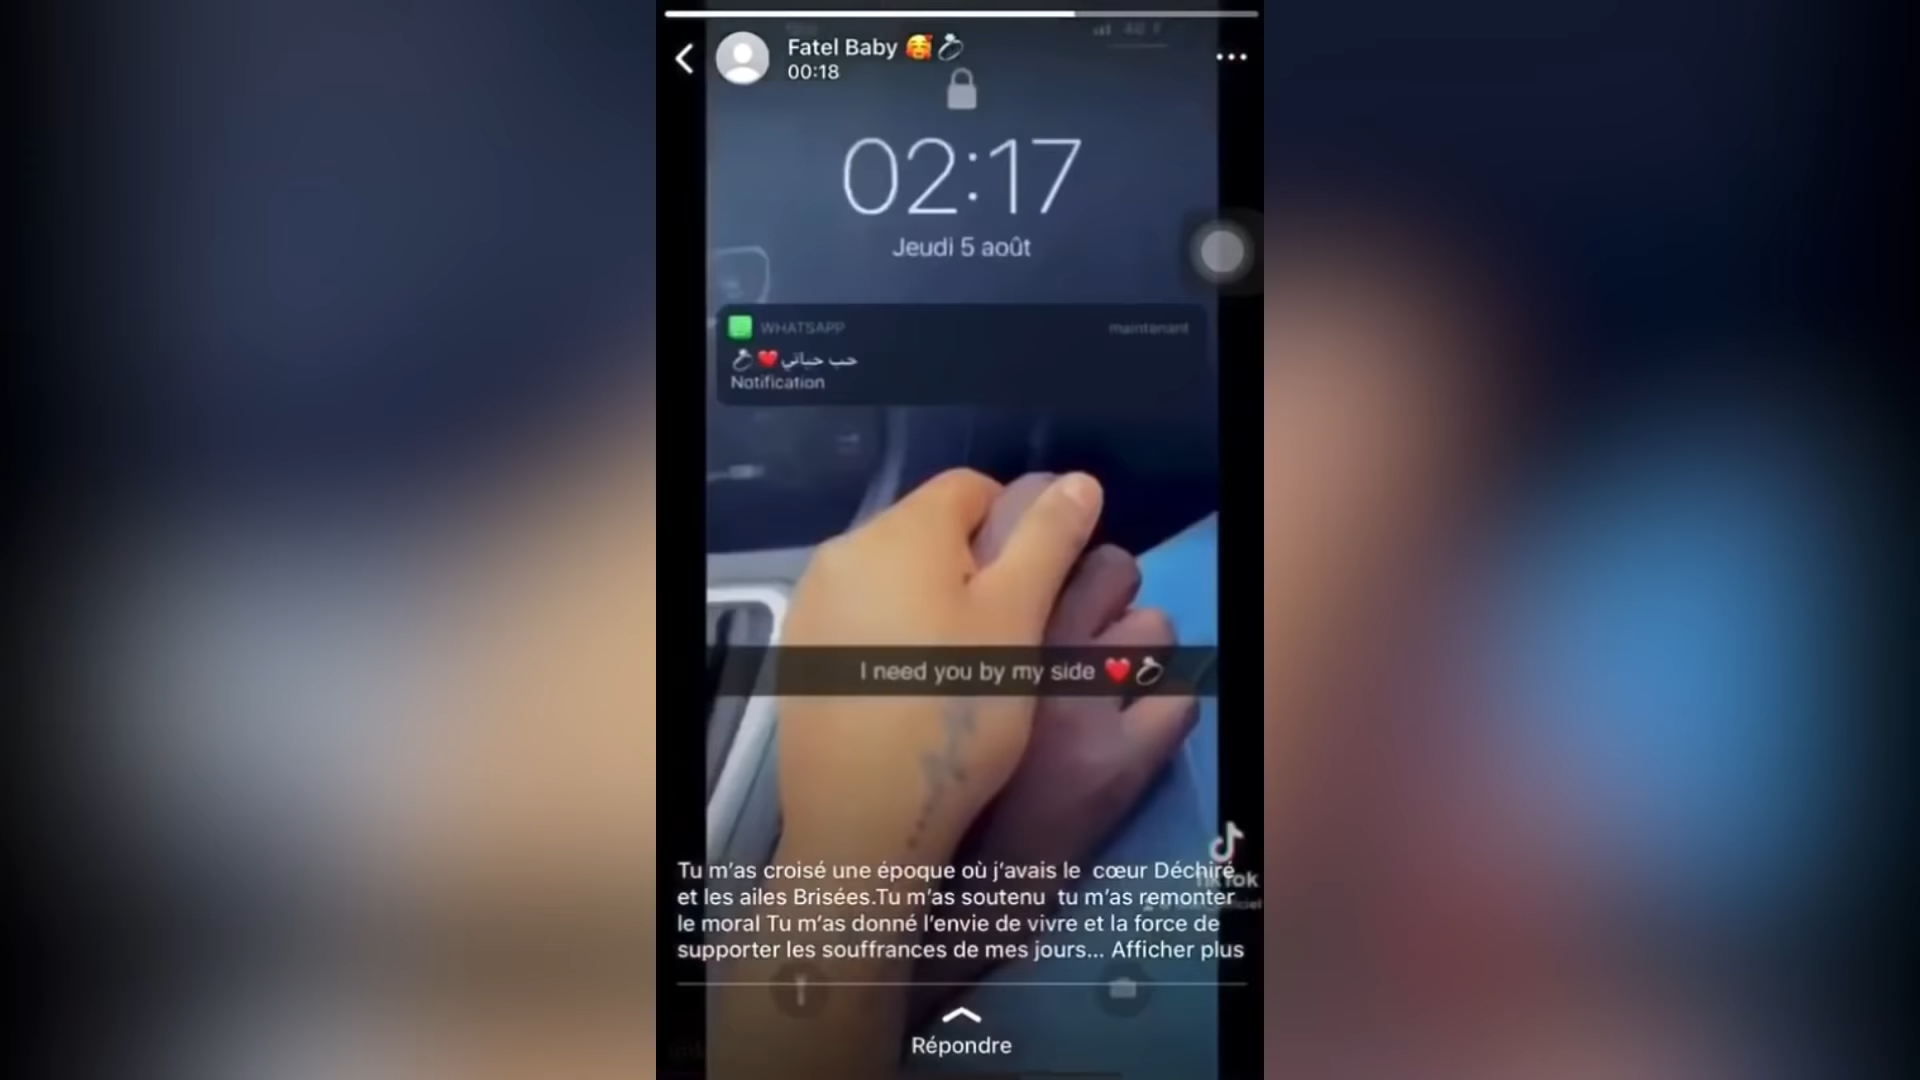 Fatel Baby 🥰💍
00:18
02:17
Jeudi 5 août
WHATSAPP maintenant
حب حياتي❤️💍
Notification
I need you by my side ❤️💍
TikTok
Tu m'as croisé une époque où j'avais le cœur Déchiré
et les ailes Brisées.Tu m'as soutenu tu m'as remonter
le moral Tu m'as donné l'envie de vivre et la force de
supporter les souffrances de mes jours... Afficher plus
Répondre